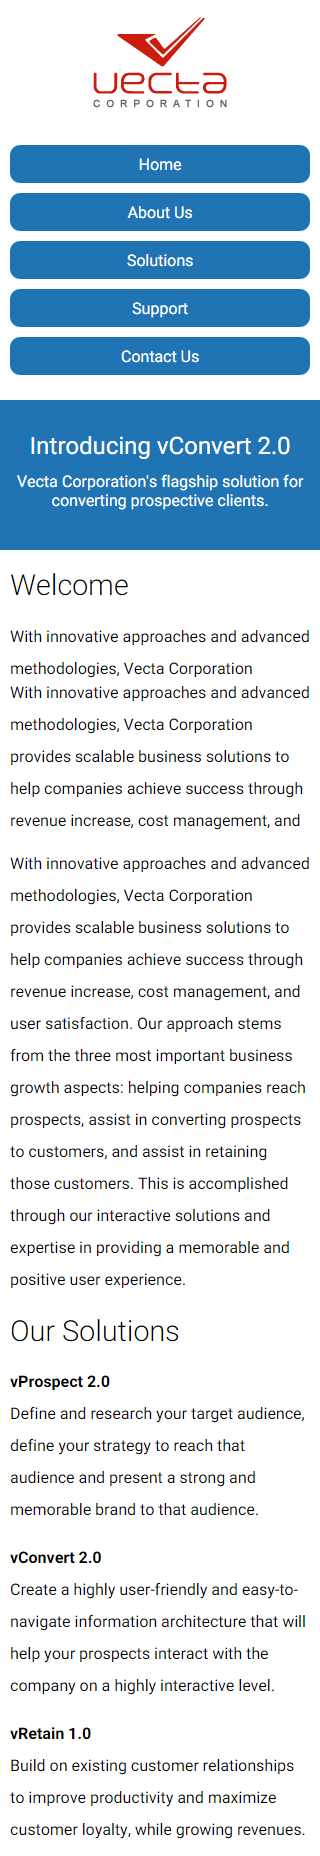 vecta
CORPORATION
Home
About Us
Solutions
Support
Contact Us
Introducing vConvert 2.0
Vecta Corporation's flagship solution for
converting prospective clients.
Welcome
With innovative approaches and advanced
methodologies, Vecta Corporation
With innovative approaches and advanced
methodologies, Vecta Corporation
provides scalable business solutions to
help companies achieve success through
revenue increase, cost management, and
With innovative approaches and advanced
methodologies, Vecta Corporation
provides scalable business solutions to
help companies achieve success through
revenue increase, cost management, and
user satisfaction. Our approach stems
from the three most important business
growth aspects: helping companies reach
prospects, assist in converting prospects
to customers, and assist in retaining
those customers. This is accomplished
through our interactive solutions and
expertise in providing a memorable and
positive user experience.
Our Solutions
vProspect 2.0
Define and research your target audience,
define your strategy to reach that
audience and present a strong and
memorable brand to that audience.
vConvert 2.0
Create a highly user-friendly and easy-to-
navigate information architecture that will
help your prospects interact with the
company on a highly interactive level.
vRetain 1.0
Build on existing customer relationships
to improve productivity and maximize
customer loyalty, while growing revenues.